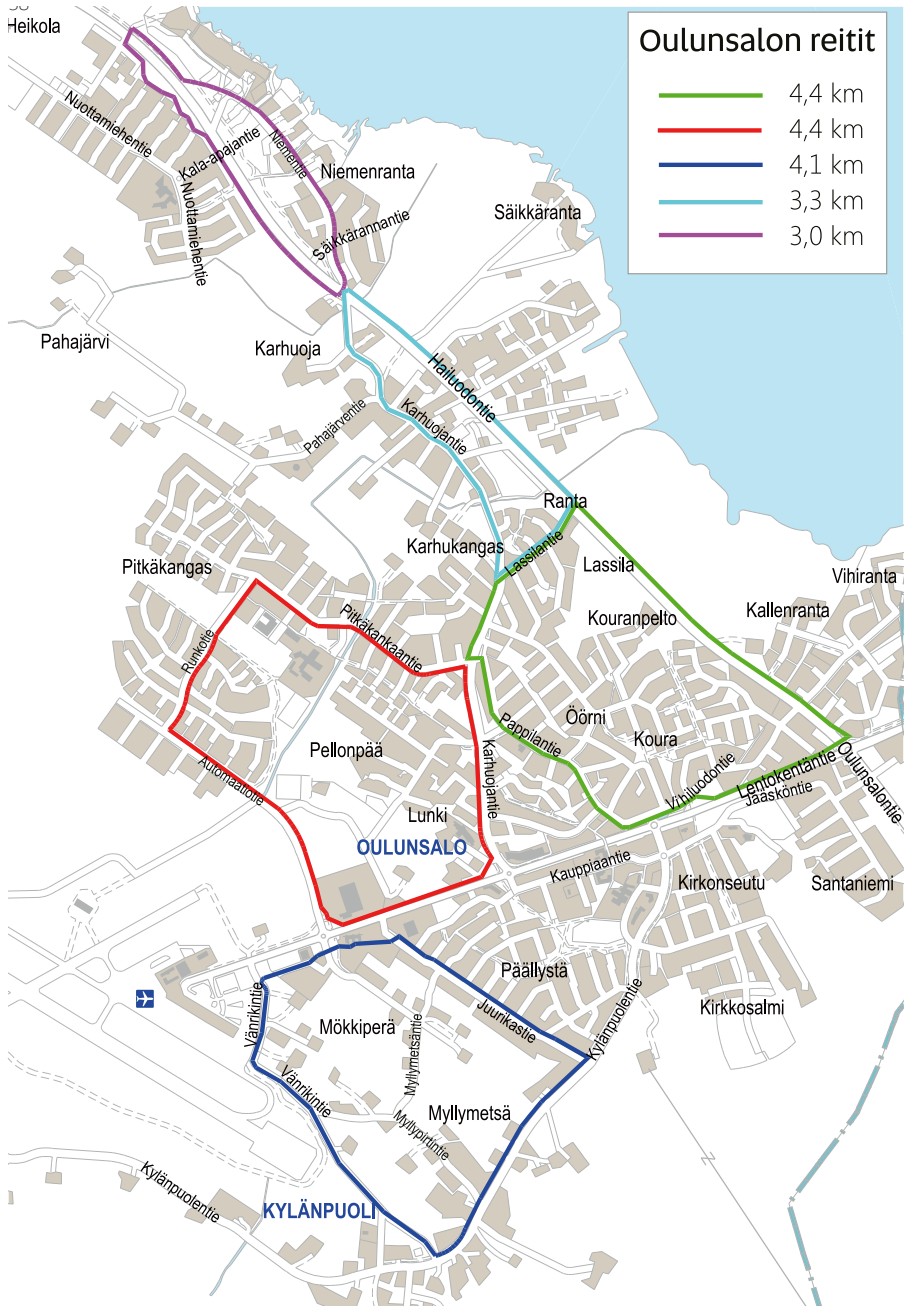 Heikola
Oulunsalon reitit
4,4 km
4,4 km
4,1 km
3,3 km
3,0 km
Nuottamiehentie
Kala-apajantie
Niementie
Niemenranta
Nuottamiehentie
Säikkärannantie
Säikkäranta
Pahajärvi
Karhuoja
Hailuodontie
Pahajärventie
Karhuojantie
Ranta
Karhukangas
Lassilantie
Lassila
Pitkäkangas
Vihiranta
Kallenranta
Kouranpelto
Pitkäkankaantie
Runkotie
Öörni
Pappilantie
Koura
Pellonpää
Karhuojantie
Automaatiotie
Vihiluodontie
Lentokentäntie
Jääsköntie
Oulunsalontie
Lunki
OULUNSALO
Kauppiaantie
Kirkonseutu
Santaniemi
Päällystä
Kirkkosalmi
Vänrikintie
Mökkiperä
Juurikastie
Kylänpuolentie
Myllymetsäntie
Vänrikintie
Myllymetsä
Myllypirtintie
Kylänpuolentie
KYLÄNPUOLI